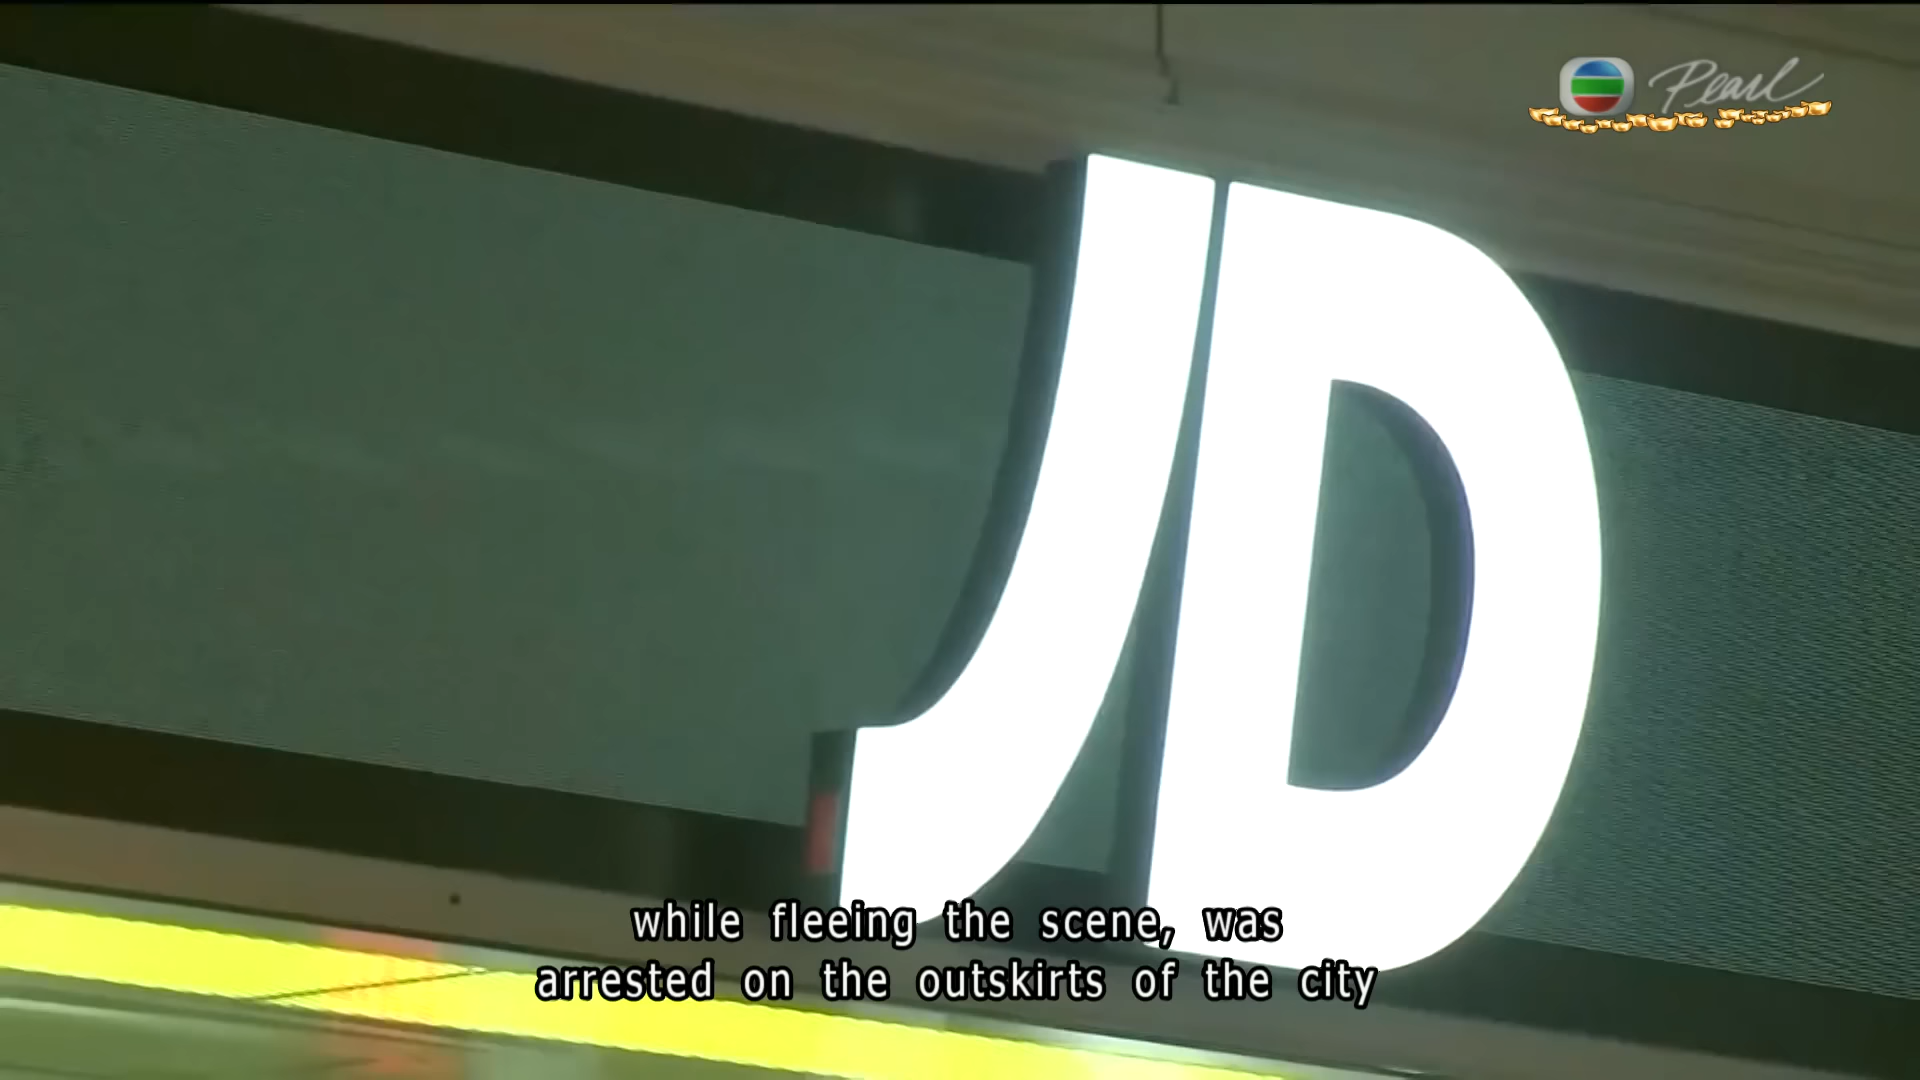 Pearl
JD
while fleeing the scene, was
arrested on the outskirts of the city